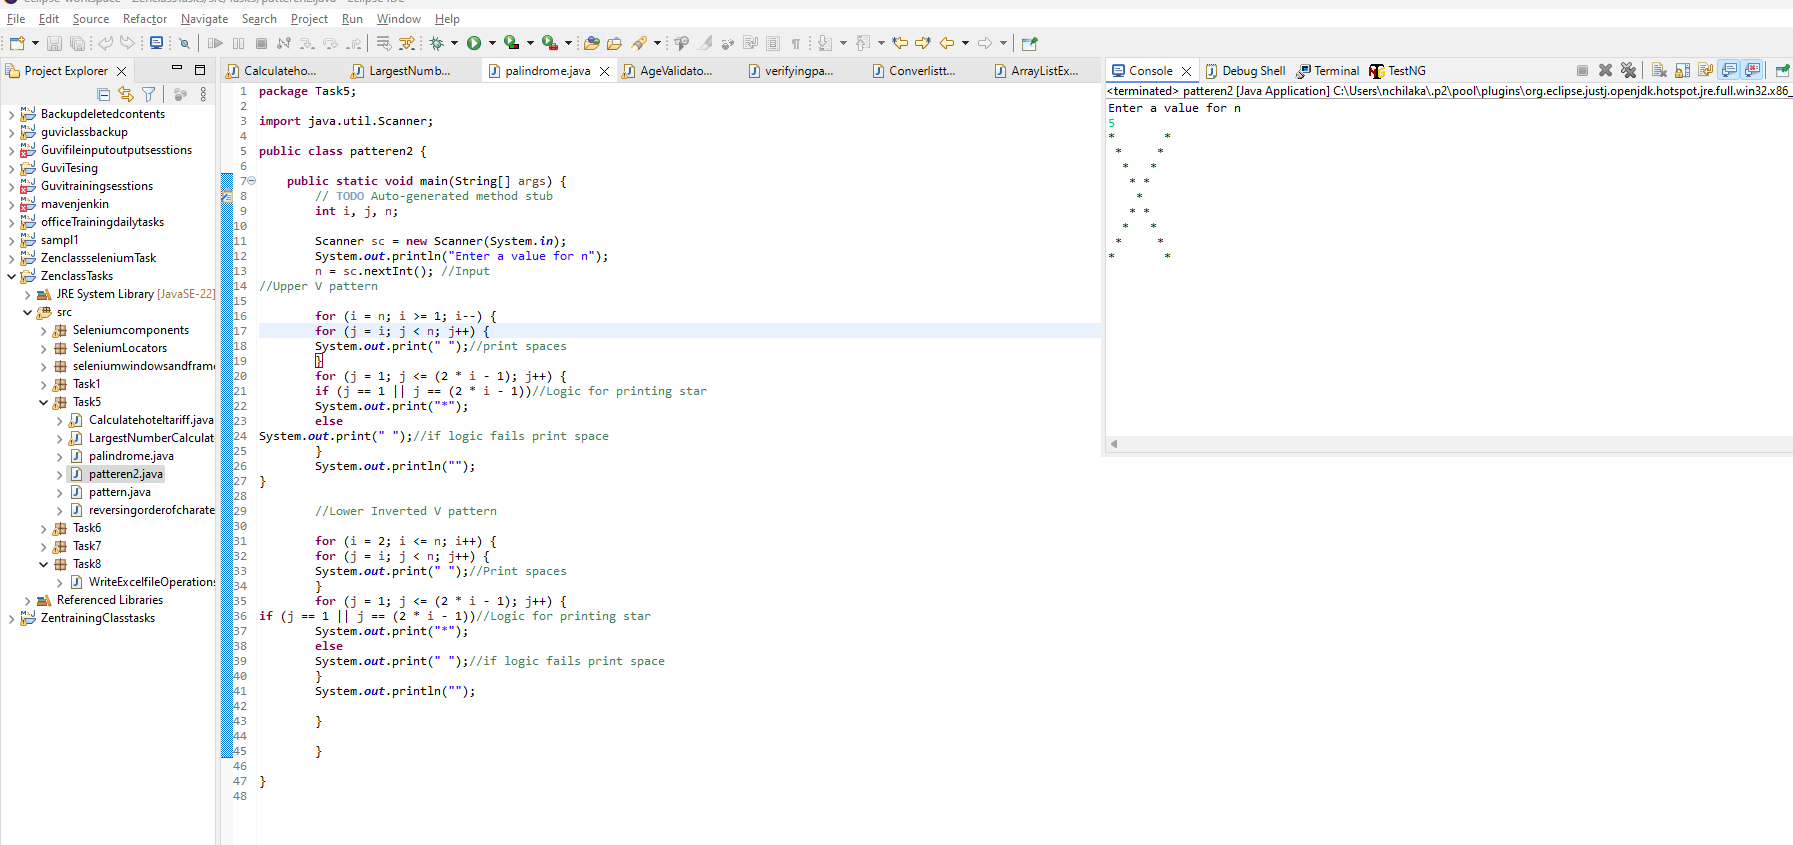 File Edit Source Refactor Navigate Search Project Run Window Help
Project Explorer
Backupdeletedcontents
guviclassbackup
Guvifileinputoutputsesstions
GuviTesing
Guvitrainingsesstions
mavenjenkin
officeTrainingdailytasks
sampl1
ZenclassseleniumTask
ZenclassTasks
JRE System Library [JavaSE-22]
src
Seleniumcomponents
SeleniumLocators
seleniumwindowsandframe
Task1
Task5
Calculatehoteltariff.java
LargestNumberCalculat
palindrome.java
patteren2.java
pattern.java
reversingorderofcharate
Task6
Task7
Task8
WriteExcelfileOperations
Referenced Libraries
ZentrainingClasstasks
Calculateho... LargestNumb... palindrome.java AgeValidato... verifyingpa... Converlistt... ArrayListEx...
1 package Task5;
2
3 import java.util.Scanner;
4
5 public class patteren2 {
6
7 public static void main(String[] args) {
8 // TODO Auto-generated method stub
9 int i, j, n;
10
11 Scanner sc = new Scanner(System.in);
12 System.out.println("Enter a value for n");
13 n = sc.nextInt(); //Input
14 //Upper V pattern
15
16 for (i = n; i >= 1; i--) {
17 for (j = i; j < n; j++) {
18 System.out.print(" ");//print spaces
19 }
20 for (j = 1; j <= (2 * i - 1); j++) {
21 if (j == 1 || j == (2 * i - 1))//Logic for printing star
22 System.out.print("*");
23 else
24 System.out.print(" ");//if logic fails print space
25 }
26 System.out.println("");
27 }
28
29 //Lower Inverted V pattern
30
31 for (i = 2; i <= n; i++) {
32 for (j = i; j < n; j++) {
33 System.out.print(" ");//Print spaces
34 }
35 for (j = 1; j <= (2 * i - 1); j++) {
36 if (j == 1 || j == (2 * i - 1))//Logic for printing star
37 System.out.print("*");
38 else
39 System.out.print(" ");//if logic fails print space
40 }
41 System.out.println("");
42
43 }
44
45 }
46
47 }
48
Console Debug Shell Terminal TestNG
<terminated> patteren2 [Java Application] C:\Users\nchilaka\.p2\pool\plugins\org.eclipse.justj.openjdk.hotspot.jre.full.win32.x86_
Enter a value for n
5
*       *
 *     *
  *   *
   * *
    *
   * *
  *   *
 *     *
*       *